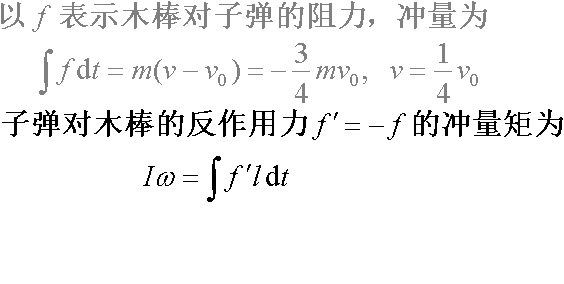 以 f 表示木棒对子弹的阻力，冲量为
∫ f dt = m(v − v₀) = − 3/4 mv₀, v = 1/4 v₀
子弹对木棒的反作用力 f′ = −f 的冲量矩为
Iω = ∫ f′l dt